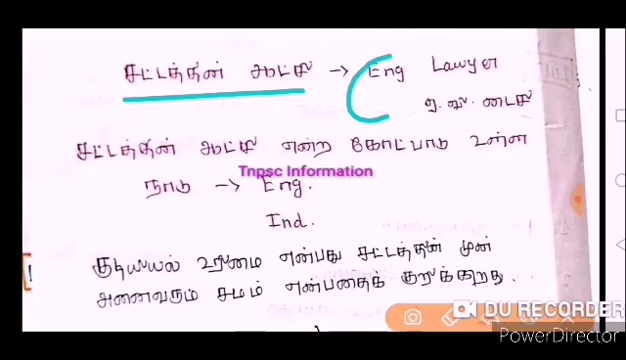 சட்டத்தின் ஆட்சி → Eng Lawyer
ஏ.வி. டைசி
சட்டத்தின் ஆட்சி என்ற கோட்பாடு உள்ள
நாடு → Eng.
Tnpsc Information
Ind.
குடியியல் உரிமை என்பது சட்டத்தின் முன்
அனைவரும் சமம் என்பதைக் குறிக்கிறது.
DU RECORDER
PowerDirector